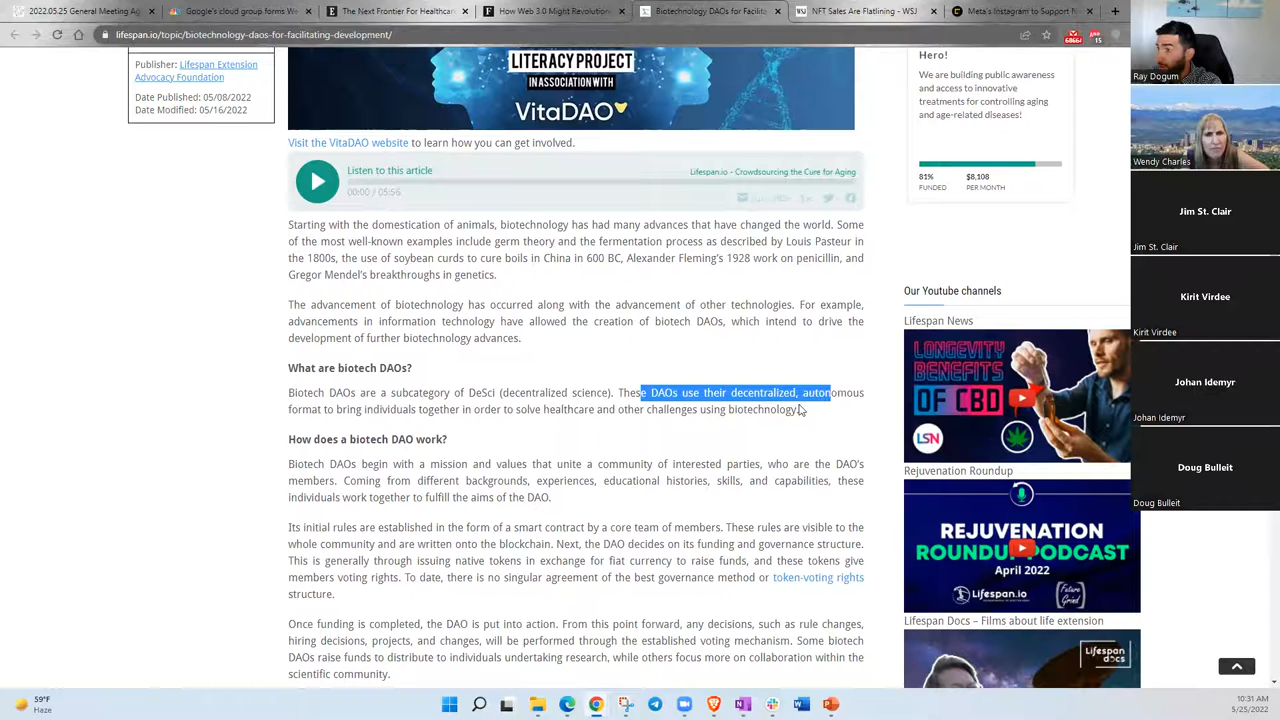 2022.05.25 General Meeting Ag
Google's cloud group forms We
The Next Frontier For Healthcar
How Web 3.0 Might Revolution
Biotechnology DAOs for Facilita
NFT Sales Are Flatlining - WSJ
Meta's Instagram to Support N
lifespan.io/topic/biotechnology-daos-for-facilitating-development/
15
Publisher: Lifespan Extension
Advocacy Foundation
Date Published: 05/08/2022
Date Modified: 05/16/2022
LITERACY PROJECT
IN ASSOCIATION WITH
VitaDAO
Visit the VitaDAO website to learn how you can get involved.
Listen to this article
Lifespan.io - Crowdsourcing the Cure for Aging
00:00 / 05:56
Starting with the domestication of animals, biotechnology has had many advances that have changed the world. Some
of the most well-known examples include germ theory and the fermentation process as described by Louis Pasteur in
the 1800s, the use of soybean curds to cure boils in China in 600 BC, Alexander Fleming's 1928 work on penicillin, and
Gregor Mendel's breakthroughs in genetics.
The advancement of biotechnology has occurred along with the advancement of other technologies. For example,
advancements in information technology have allowed the creation of biotech DAOs, which intend to drive the
development of further biotechnology advances.
What are biotech DAOs?
Biotech DAOs are a subcategory of DeSci (decentralized science). These DAOs use their decentralized, autonomous
format to bring individuals together in order to solve healthcare and other challenges using biotechnology.
How does a biotech DAO work?
Biotech DAOs begin with a mission and values that unite a community of interested parties, who are the DAO's
members. Coming from different backgrounds, experiences, educational histories, skills, and capabilities, these
individuals work together to fulfill the aims of the DAO.
Its initial rules are established in the form of a smart contract by a core team of members. These rules are visible to the
whole community and are written onto the blockchain. Next, the DAO decides on its funding and governance structure.
This is generally through issuing native tokens in exchange for fiat currency to raise funds, and these tokens give
members voting rights. To date, there is no singular agreement of the best governance method or token-voting rights
structure.
Once funding is completed, the DAO is put into action. From this point forward, any decisions, such as rule changes,
hiring decisions, projects, and changes, will be performed through the established voting mechanism. Some biotech
DAOs raise funds to distribute to individuals undertaking research, while others focus more on collaboration within the
scientific community.
Hero!
We are building public awareness
and access to innovative
treatments for controlling aging
and age-related diseases!
81%
FUNDED
$8,108
PER MONTH
Our Youtube channels
Lifespan News
LONGEVITY
BENEFITS
OF CBD
LSN
Rejuvenation Roundup
REJUVENATION
ROUNDUP PODCAST
April 2022
Lifespan.io
Future Grind
Lifespan Docs – Films about life extension
Lifespan
docs
Ray Dogum
Wendy Charles
Jim St. Clair
Jim St. Clair
Kirit Virdee
Kirit Virdee
Johan Idemyr
Johan Idemyr
Doug Bulleit
Doug Bulleit
59°F
Haze
10:31 AM
5/25/2022